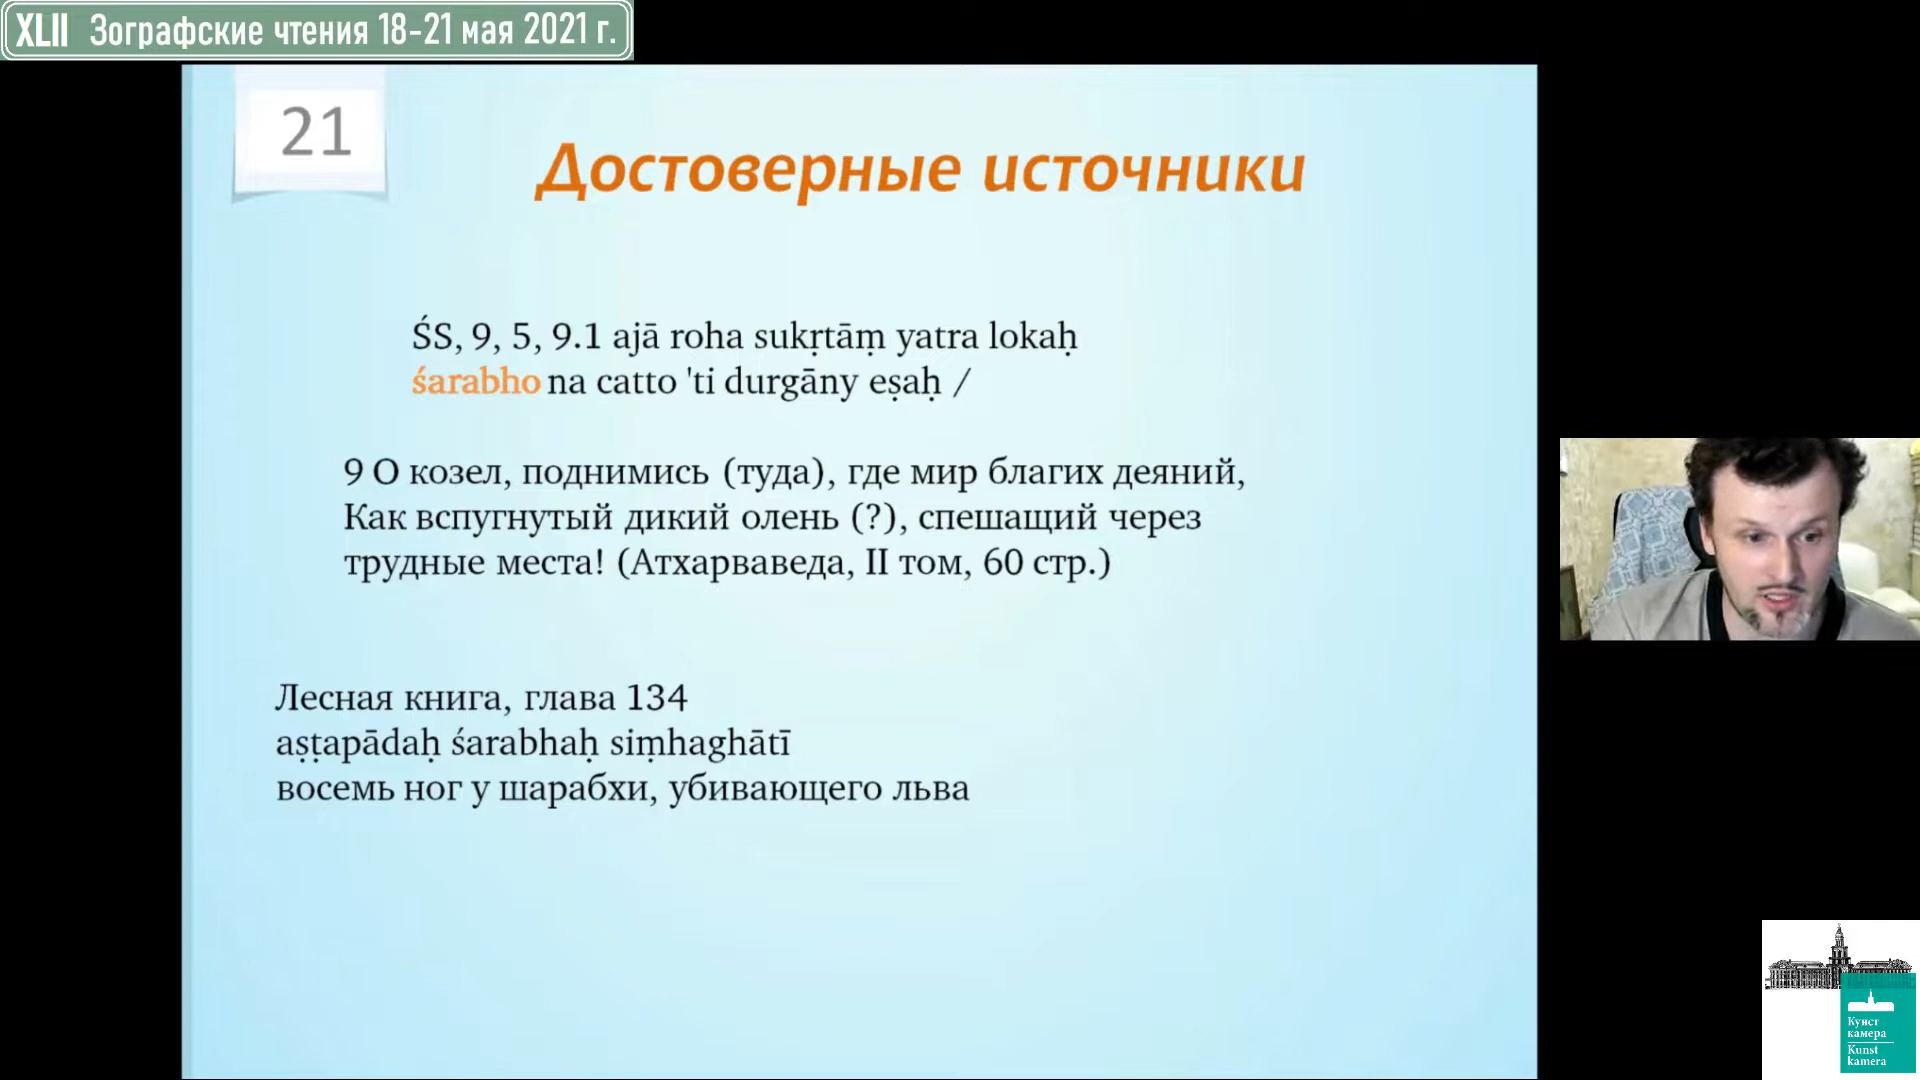 XLII Зографские чтения 18-21 мая 2021 г.
21
Достоверные источники
ŚS, 9, 5, 9.1 ajā roha sukṛtāṃ yatra lokaḥ
śarabho na catto 'ti durgāny eṣaḥ /
9 О козел, поднимись (туда), где мир благих деяний,
Как вспугнутый дикий олень (?), спешащий через
трудные места! (Атхарваведа, II том, 60 стр.)
Лесная книга, глава 134
aṣṭapādaḥ śarabhaḥ siṃhaghātī
восемь ног у шарабхи, убивающего льва
Кунст
камера
Kunst
kamera